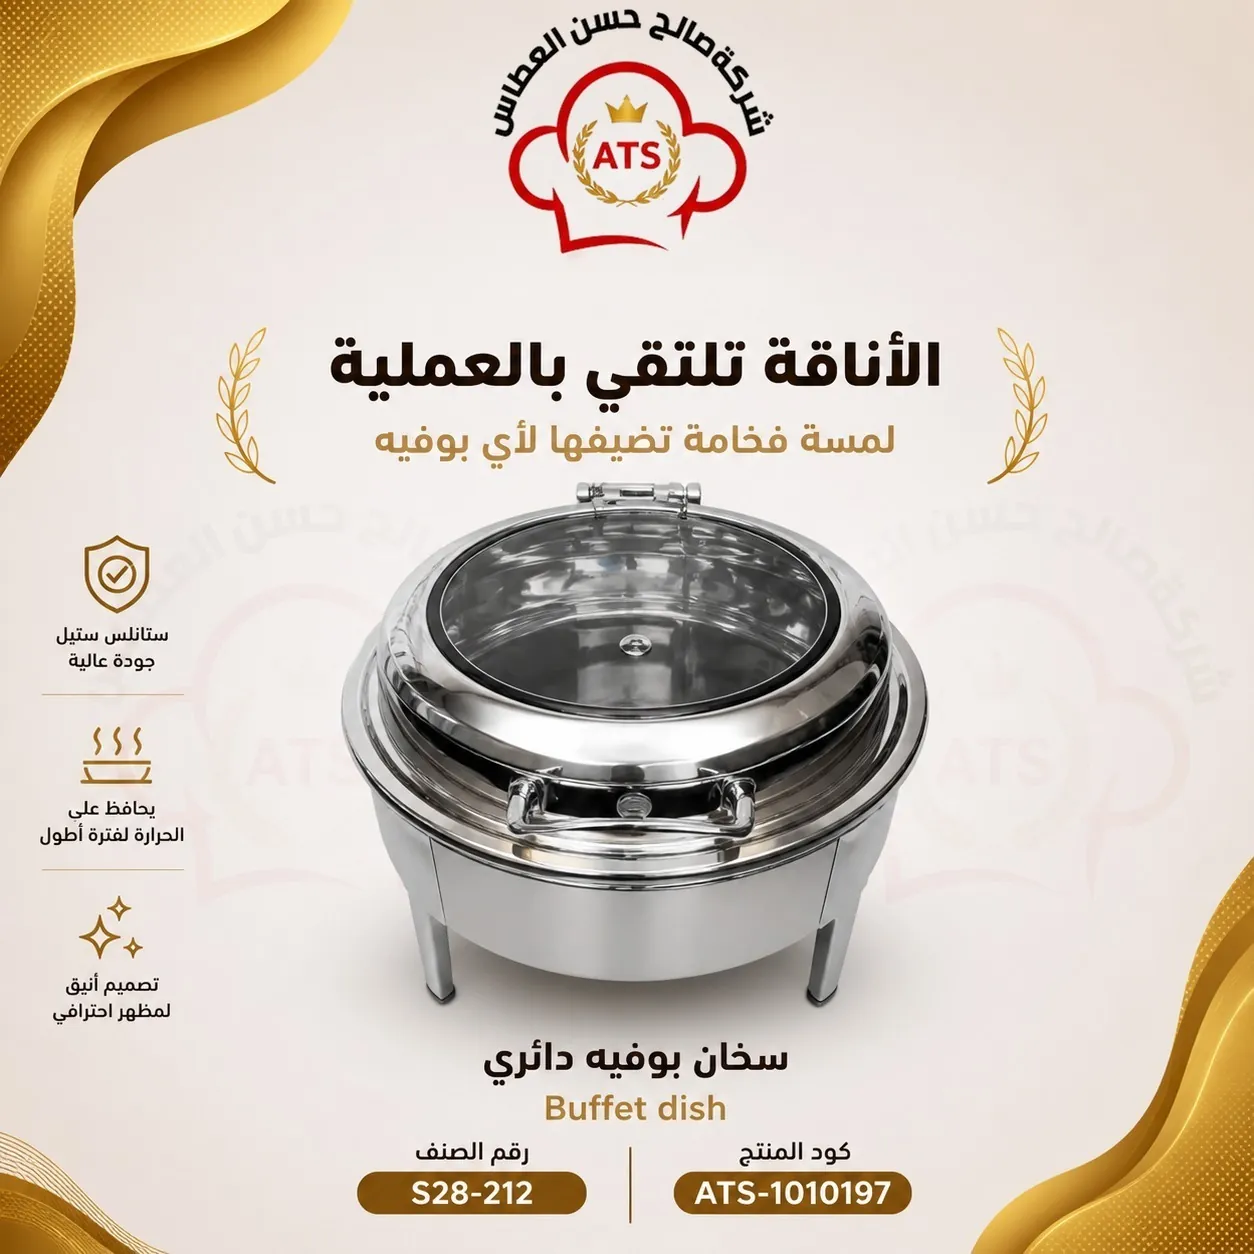 شركة صالح حسن العطاس
ATS
الأناقة تلتقي بالعملية
لمسة فخامة تضيفها لأي بوفيه
ستانلس ستيل
جودة عالية
يحافظ على
الحرارة لفترة أطول
تصميم أنيق
لمظهر احترافي
سخان بوفيه دائري
Buffet dish
كود المنتج
ATS-1010197
رقم الصنف
S28-212